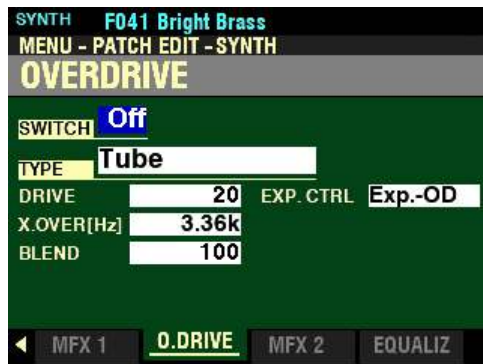 SYNTH F041 Bright Brass
MENU - PATCH EDIT - SYNTH
OVERDRIVE
SWITCH Off
TYPE Tube
DRIVE 20 EXP. CTRL Exp.-OD
X.OVER[Hz] 3.36k
BLEND 100
MFX 1 O.DRIVE MFX 2 EQUALIZ